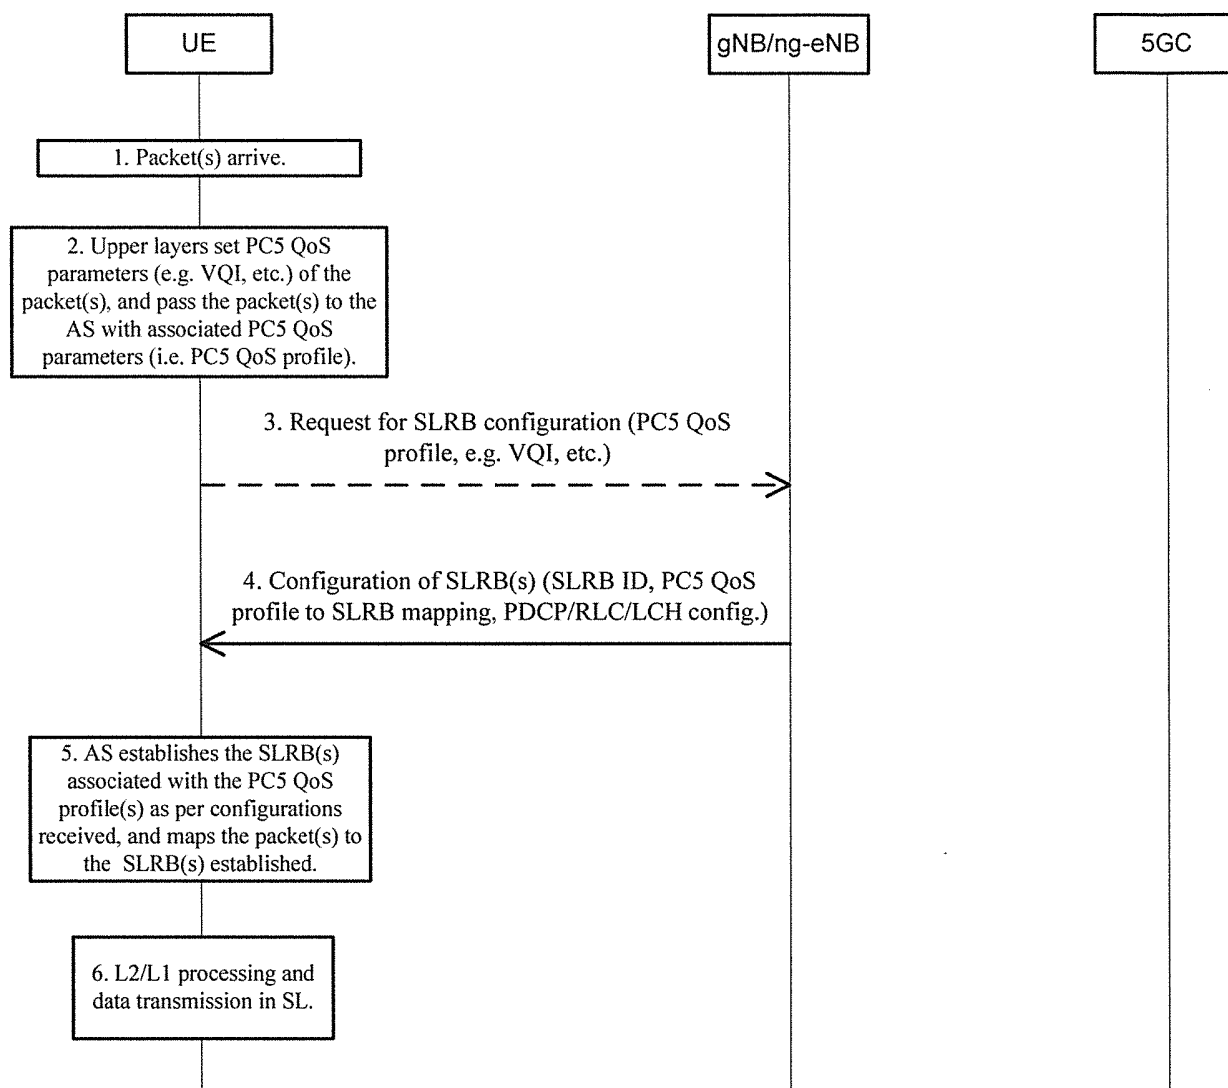 UE
gNB/ng-eNB
5GC
1. Packet(s) arrive.
2. Upper layers set PC5 QoS
parameters (e.g. VQI, etc.) of the
packet(s), and pass the packet(s) to the
AS with associated PC5 QoS
parameters (i.e. PC5 QoS profile).
3. Request for SLRB configuration (PC5 QoS
profile, e.g. VQI, etc.)
4. Configuration of SLRB(s) (SLRB ID, PC5 QoS
profile to SLRB mapping, PDCP/RLC/LCH config.)
5. AS establishes the SLRB(s)
associated with the PC5 QoS
profile(s) as per configurations
received, and maps the packet(s) to
the SLRB(s) established.
6. L2/L1 processing and
data transmission in SL.